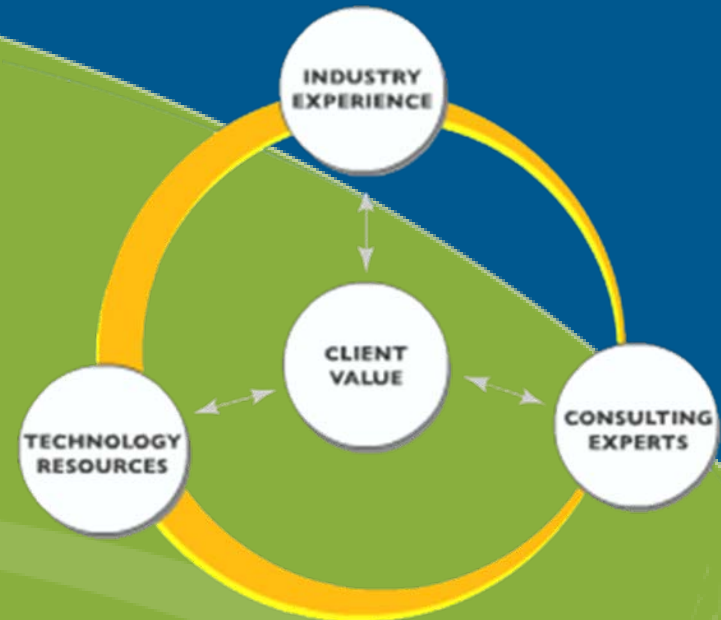 INDUSTRY
EXPERIENCE
CLIENT
VALUE
CONSULTING
EXPERTS
TECHNOLOGY
RESOURCES